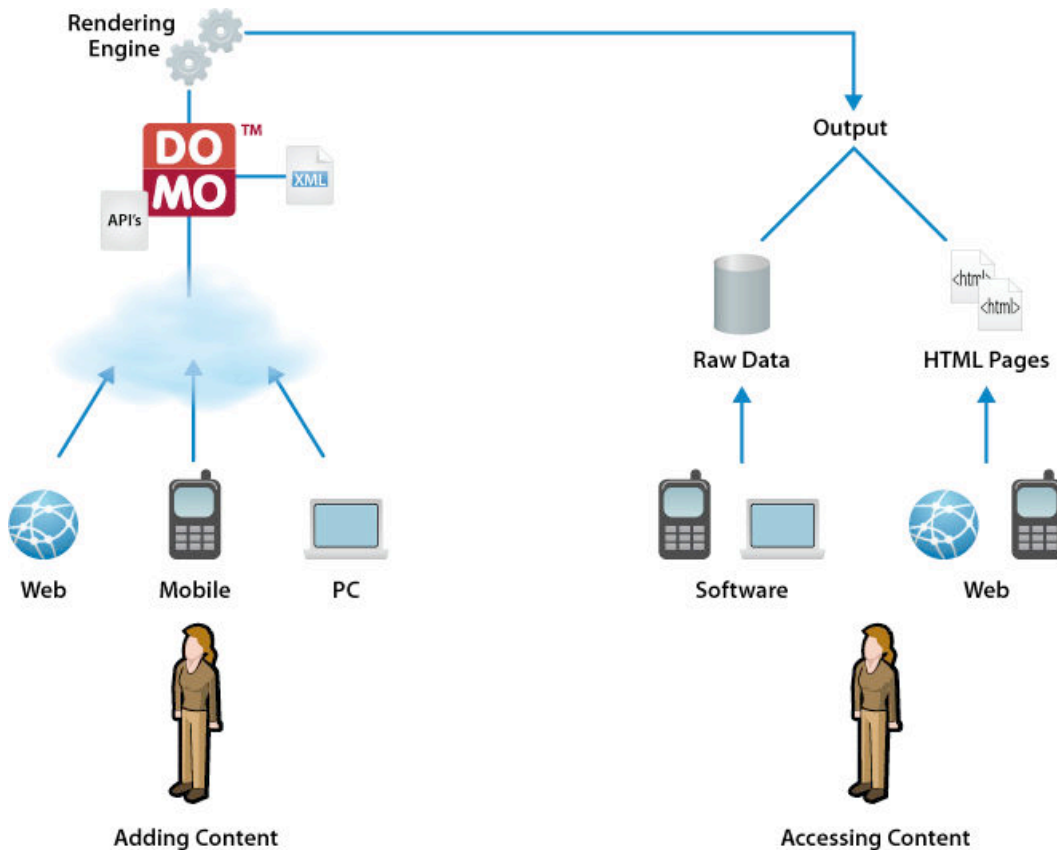 Rendering
Engine
DO
MO
TM
XML
API's
Output
<html>
<html>
Raw Data
HTML Pages
Web
Mobile
PC
Software
Web
Adding Content
Accessing Content